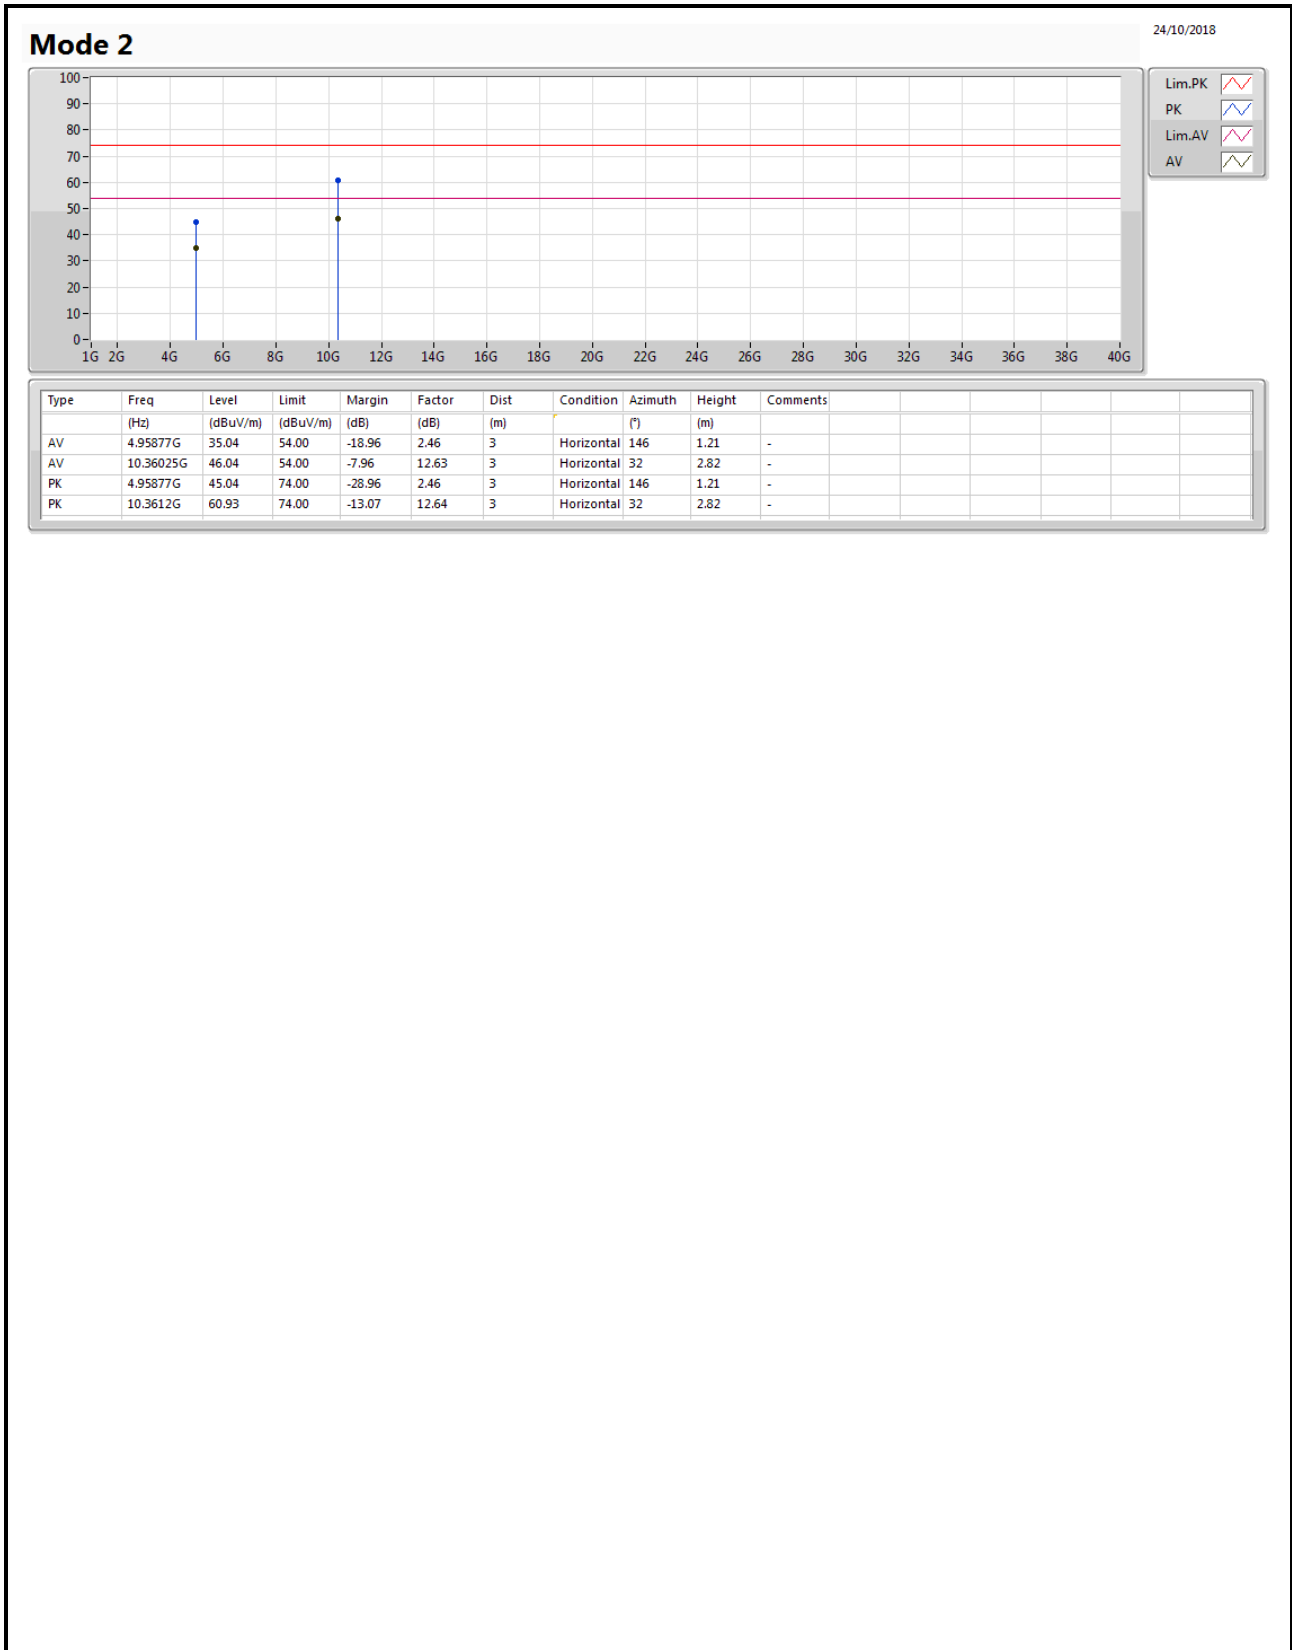 24/10/2018
Mode 2
100
90
80
70
60
50
40
30
20
10
0
1G 2G 4G 6G 8G 10G 12G 14G 16G 18G 20G 22G 24G 26G 28G 30G 32G 34G 36G 38G 40G
Lim.PK
PK
Lim.AV
AV
Type Freq Level Limit Margin Factor Dist Condition Azimuth Height Comments
(Hz) (dBuV/m) (dBuV/m) (dB) (dB) (m) (°) (m)
AV 4.95877G 35.04 54.00 -18.96 2.46 3 Horizontal 146 1.21 -
AV 10.36025G 46.04 54.00 -7.96 12.63 3 Horizontal 32 2.82 -
PK 4.95877G 45.04 74.00 -28.96 2.46 3 Horizontal 146 1.21 -
PK 10.3612G 60.93 74.00 -13.07 12.64 3 Horizontal 32 2.82 -